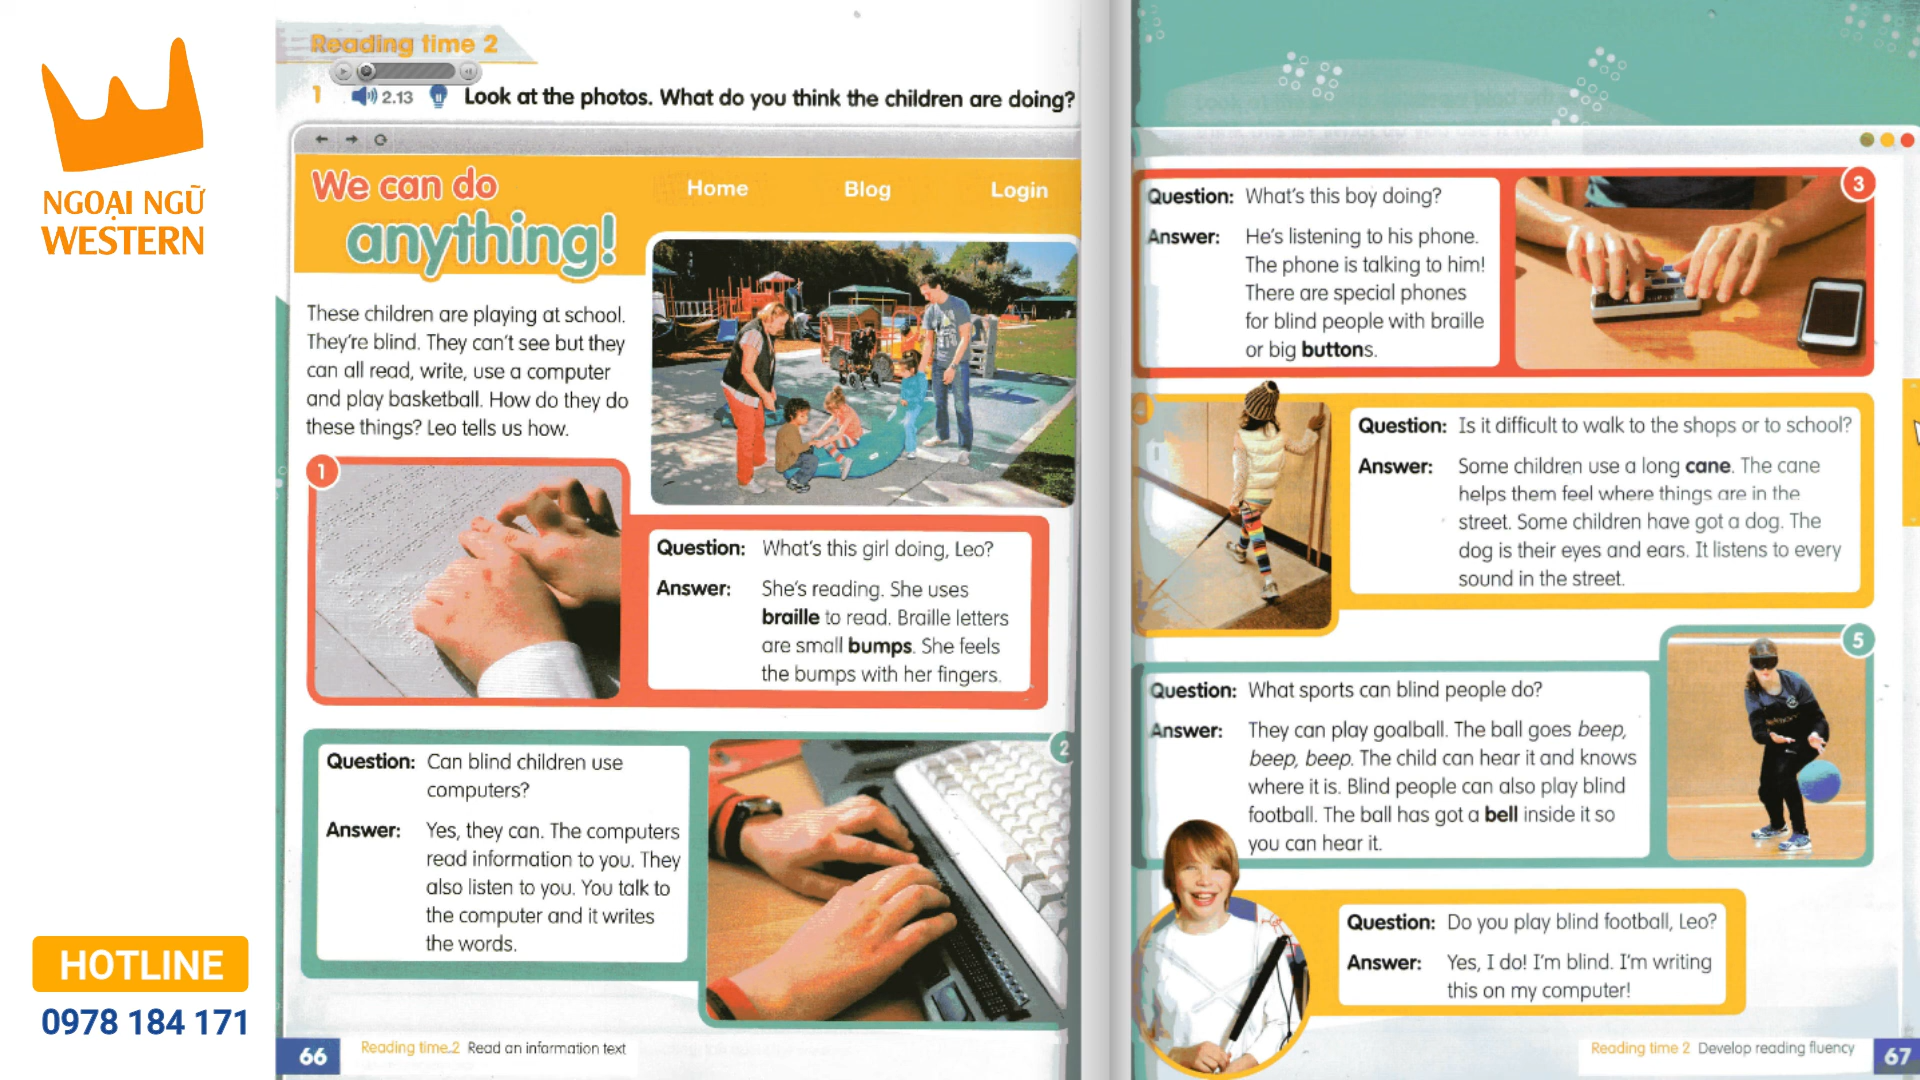 NGOẠI NGỮ
WESTERN
HOTLINE
0978 184 171
Reading time 2
1 2.13 Look at the photos. What do you think the children are doing?
We can do
anything!
Home Blog Login
These children are playing at school.
They're blind. They can't see but they
can all read, write, use a computer
and play basketball. How do they do
these things? Leo tells us how.
1
Question: What's this girl doing, Leo?
Answer: She's reading. She uses
braille to read. Braille letters
are small bumps. She feels
the bumps with her fingers.
2
Question: Can blind children use
computers?
Answer: Yes, they can. The computers
read information to you. They
also listen to you. You talk to
the computer and it writes
the words.
66 Reading time 2 Read an information text
3
Question: What's this boy doing?
Answer: He's listening to his phone.
The phone is talking to him!
There are special phones
for blind people with braille
or big buttons.
Question: Is it difficult to walk to the shops or to school?
Answer: Some children use a long cane. The cane
helps them feel where things are in the
street. Some children have got a dog. The
dog is their eyes and ears. It listens to every
sound in the street.
5
Question: What sports can blind people do?
Answer: They can play goalball. The ball goes beep,
beep, beep. The child can hear it and knows
where it is. Blind people can also play blind
football. The ball has got a bell inside it so
you can hear it.
Question: Do you play blind football, Leo?
Answer: Yes, I do! I'm blind. I'm writing
this on my computer!
Reading time 2 Develop reading fluency 67